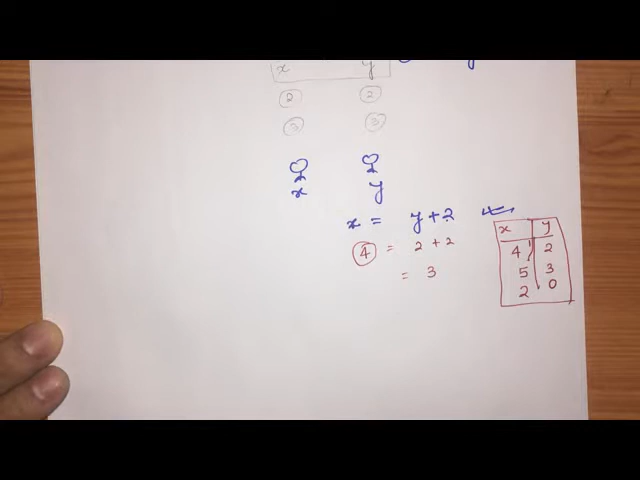 x y
2 2
3 3
x y
x = y + 2
4 = 2 + 2
= 3
x y
4 2
5 3
2 0